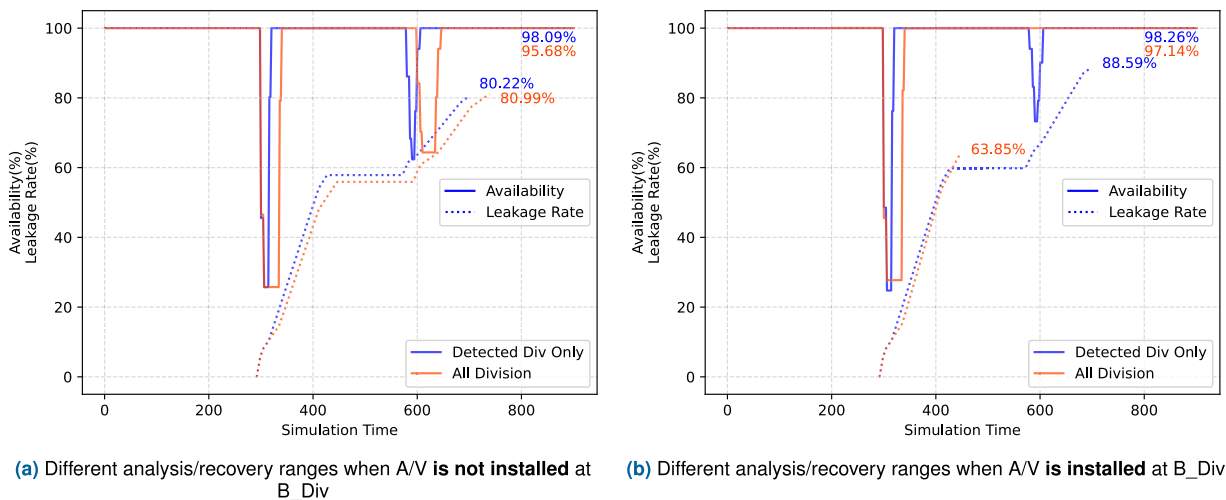 Availability(%)
Leakage Rate(%)
100
80
60
40
20
0
98.09%
95.68%
80.22%
80.99%
Availability
Leakage Rate
Detected Div Only
All Division
0 200 400 600 800
Simulation Time
(a) Different analysis/recovery ranges when A/V is not installed at
B_Div
Availability(%)
Leakage Rate(%)
100
80
60
40
20
0
98.26%
97.14%
88.59%
63.85%
Availability
Leakage Rate
Detected Div Only
All Division
0 200 400 600 800
Simulation Time
(b) Different analysis/recovery ranges when A/V is installed at B_Div